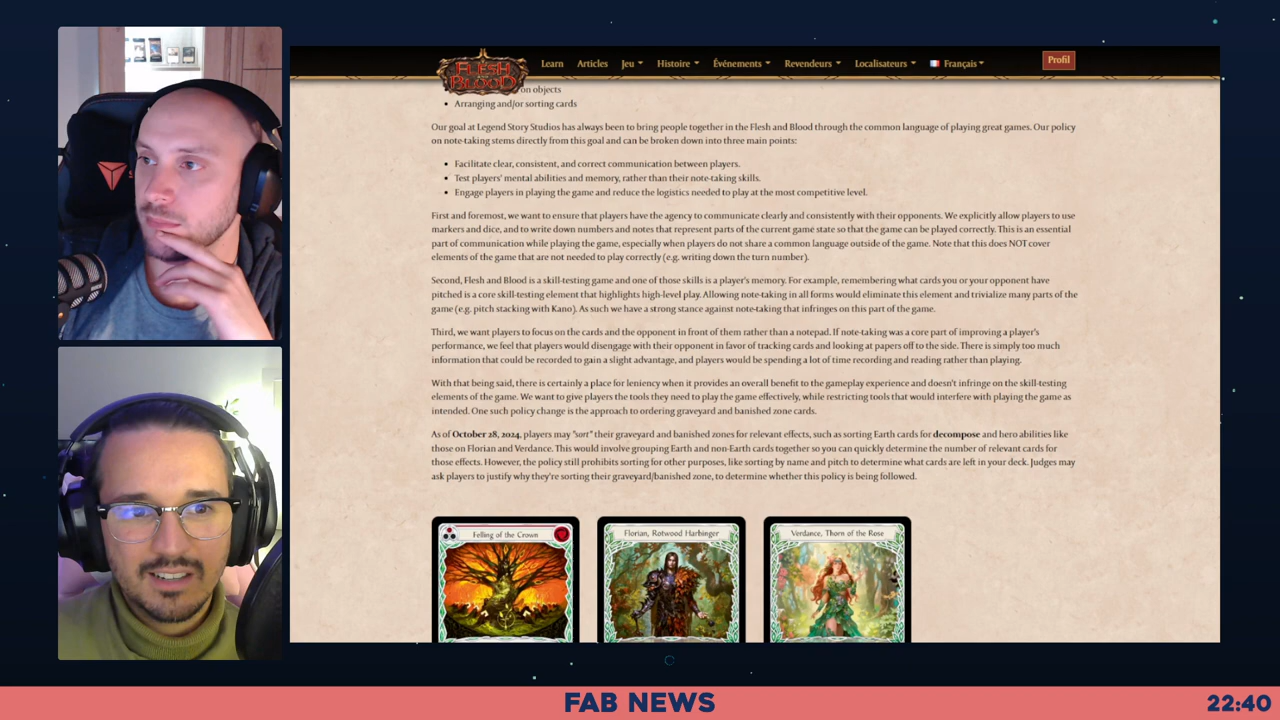 FLESH
BLOOD
Learn
Articles
Jeu
Histoire
Événements
Revendeurs
Localisateurs
Français
Profil
on objects
• Arranging and/or sorting cards
Our goal at Legend Story Studios has always been to bring people together in the Flesh and Blood through the common language of playing great games. Our policy
on note-taking stems directly from this goal and can be broken down into three main points:
• Facilitate clear, consistent, and correct communication between players.
• Test players' mental abilities and memory, rather than their note-taking skills.
• Engage players in playing the game and reduce the logistics needed to play at the most competitive level.
First and foremost, we want to ensure that players have the agency to communicate clearly and consistently with their opponents. We explicitly allow players to use
markers and dice, and to write down numbers and notes that represent parts of the current game state so that the game can be played correctly. This is an essential
part of communication while playing the game, especially when players do not share a common language outside of the game. Note that this does NOT cover
elements of the game that are not needed to play correctly (e.g. writing down the turn number).
Second, Flesh and Blood is a skill-testing game and one of those skills is a player's memory. For example, remembering what cards you or your opponent have
pitched is a core skill-testing element that highlights high-level play. Allowing note-taking in all forms would eliminate this element and trivialize many parts of the
game (e.g. pitch stacking with Kano). As such we have a strong stance against note-taking that infringes on this part of the game.
Third, we want players to focus on the cards and the opponent in front of them rather than a notepad. If note-taking was a core part of improving a player's
performance, we feel that players would disengage with their opponent in favor of tracking cards and looking at papers off to the side. There is simply too much
information that could be recorded to gain a slight advantage, and players would be spending a lot of time recording and reading rather than playing.
With that being said, there is certainly a place for leniency when it provides an overall benefit to the gameplay experience and doesn't infringe on the skill-testing
elements of the game. We want to give players the tools they need to play the game effectively, while restricting tools that would interfere with playing the game as
intended. One such policy change is the approach to ordering graveyard and banished zone cards.
As of October 28, 2024, players may "sort" their graveyard and banished zones for relevant effects, such as sorting Earth cards for decompose and hero abilities like
those on Florian and Verdance. This would involve grouping Earth and non-Earth cards together so you can quickly determine the number of relevant cards for
those effects. However, the policy still prohibits sorting for other purposes, like sorting by name and pitch to determine what cards are left in your deck. Judges may
ask players to justify why they're sorting their graveyard/banished zone, to determine whether this policy is being followed.
Felling of the Crown
Florian, Rotwood Harbinger
Verdance, Thorn of the Rose
FAB NEWS
22:40